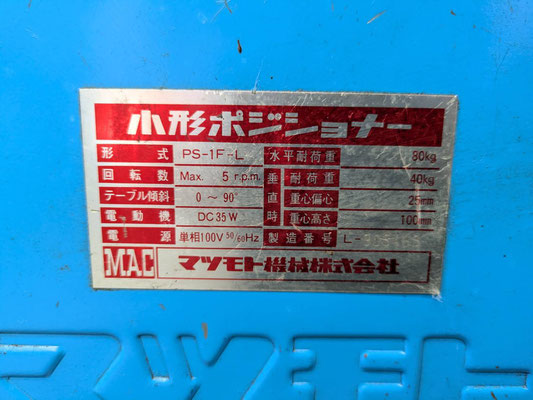 小形ポジショナー
形式 PS-1F-L 水平耐荷重 80kg
回転数 Max. 5 r.p.m. 垂直時 耐荷重 40kg
テーブル傾斜 0～90° 重心偏心 25mm
電動機 DC35W 重心高さ 100mm
電源 単相100V 50/60Hz 製造番号 L-
MAC マツモト機械株式会社
マツモト